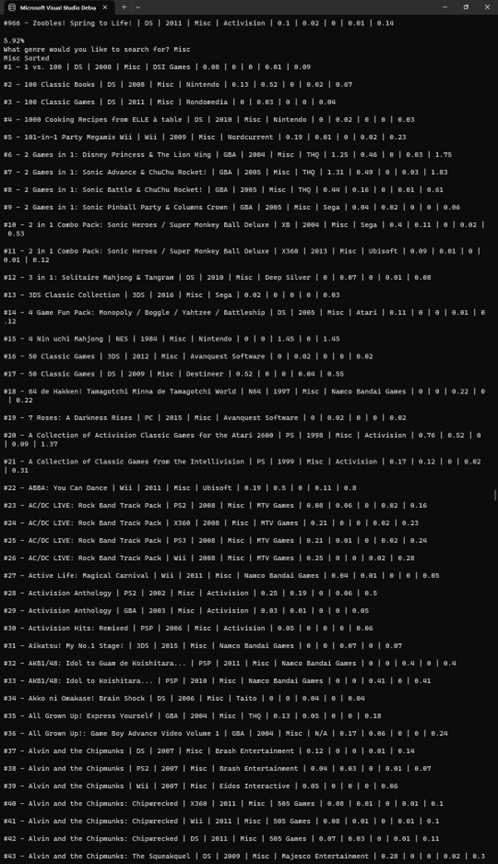 Microsoft Visual Studio Debu
#966 - Zoobles! Spring to Life! | DS | 2011 | Misc | Activision | 0.1 | 0.02 | 0 | 0.01 | 0.14
5.92%
What genre would you like to search for? Misc
Misc Sorted
#1 - 1 vs. 100 | DS | 2008 | Misc | DSI Games | 0.08 | 0 | 0 | 0.01 | 0.09
#2 - 100 Classic Books | DS | 2008 | Misc | Nintendo | 0.13 | 0.52 | 0 | 0.02 | 0.67
#3 - 100 Classic Games | DS | 2011 | Misc | Rondomedia | 0 | 0.03 | 0 | 0 | 0.04
#4 - 1000 Cooking Recipes from ELLE à table | DS | 2010 | Misc | Nintendo | 0 | 0.02 | 0 | 0 | 0.03
#5 - 101-in-1 Party Megamix Wii | Wii | 2009 | Misc | Nordcurrent | 0.19 | 0.01 | 0 | 0.02 | 0.23
#6 - 2 Games in 1: Disney Princess & The Lion King | GBA | 2004 | Misc | THQ | 1.25 | 0.46 | 0 | 0.03 | 1.75
#7 - 2 Games in 1: Sonic Advance & ChuChu Rocket! | GBA | 2005 | Misc | THQ | 1.31 | 0.49 | 0 | 0.03 | 1.83
#8 - 2 Games in 1: Sonic Battle & ChuChu Rocket! | GBA | 2005 | Misc | THQ | 0.44 | 0.16 | 0 | 0.01 | 0.61
#9 - 2 Games in 1: Sonic Pinball Party & Columns Crown | GBA | 2005 | Misc | Sega | 0.04 | 0.02 | 0 | 0 | 0.06
#10 - 2 in 1 Combo Pack: Sonic Heroes / Super Monkey Ball Deluxe | XB | 2004 | Misc | Sega | 0.4 | 0.11 | 0 | 0.02 |
0.53
#11 - 2 in 1 Combo Pack: Sonic Heroes / Super Monkey Ball Deluxe | X360 | 2013 | Misc | Ubisoft | 0.09 | 0.01 | 0 |
0.01 | 0.12
#12 - 3 in 1: Solitaire Mahjong & Tangram | DS | 2010 | Misc | Deep Silver | 0 | 0.07 | 0 | 0.01 | 0.08
#13 - 3DS Classic Collection | 3DS | 2016 | Misc | Sega | 0.02 | 0 | 0 | 0 | 0.03
#14 - 4 Game Fun Pack: Monopoly / Boggle / Yahtzee / Battleship | DS | 2005 | Misc | Atari | 0.11 | 0 | 0 | 0.01 | 0
.12
#15 - 4 Nin uchi Mahjong | NES | 1984 | Misc | Nintendo | 0 | 0 | 1.45 | 0 | 1.45
#16 - 50 Classic Games | 3DS | 2012 | Misc | Avanquest Software | 0 | 0.02 | 0 | 0 | 0.02
#17 - 50 Classic Games | DS | 2009 | Misc | Destineer | 0.52 | 0 | 0 | 0.04 | 0.55
#18 - 64 de Hakken! Tamagotchi Minna de Tamagotchi World | N64 | 1997 | Misc | Namco Bandai Games | 0 | 0 | 0.22 | 0
| 0.22
#19 - 7 Roses: A Darkness Rises | PC | 2015 | Misc | Avanquest Software | 0 | 0.02 | 0 | 0 | 0.02
#20 - A Collection of Activision Classic Games for the Atari 2600 | PS | 1998 | Misc | Activision | 0.76 | 0.52 | 0
| 0.09 | 1.37
#21 - A Collection of Classic Games from the Intellivision | PS | 1999 | Misc | Activision | 0.17 | 0.12 | 0 | 0.02
| 0.31
#22 - ABBA: You Can Dance | Wii | 2011 | Misc | Ubisoft | 0.19 | 0.5 | 0 | 0.11 | 0.8
#23 - AC/DC LIVE: Rock Band Track Pack | PS2 | 2008 | Misc | MTV Games | 0.08 | 0.06 | 0 | 0.02 | 0.16
#24 - AC/DC LIVE: Rock Band Track Pack | X360 | 2008 | Misc | MTV Games | 0.21 | 0 | 0 | 0.02 | 0.23
#25 - AC/DC LIVE: Rock Band Track Pack | PS3 | 2008 | Misc | MTV Games | 0.21 | 0.01 | 0 | 0.02 | 0.24
#26 - AC/DC LIVE: Rock Band Track Pack | Wii | 2008 | Misc | MTV Games | 0.25 | 0 | 0 | 0.02 | 0.28
#27 - Active Life: Magical Carnival | Wii | 2011 | Misc | Namco Bandai Games | 0.04 | 0.01 | 0 | 0 | 0.05
#28 - Activision Anthology | PS2 | 2002 | Misc | Activision | 0.25 | 0.19 | 0 | 0.06 | 0.5
#29 - Activision Anthology | GBA | 2003 | Misc | Activision | 0.03 | 0.01 | 0 | 0 | 0.05
#30 - Activision Hits: Remixed | PSP | 2006 | Misc | Activision | 0.05 | 0 | 0 | 0 | 0.06
#31 - Aikatsu! My No.1 Stage! | 3DS | 2015 | Misc | Namco Bandai Games | 0 | 0 | 0.07 | 0 | 0.07
#32 - AKB1/48: Idol to Guam de Koishitara... | PSP | 2011 | Misc | Namco Bandai Games | 0 | 0 | 0.4 | 0 | 0.4
#33 - AKB1/48: Idol to Koishitara... | PSP | 2010 | Misc | Namco Bandai Games | 0 | 0 | 0.41 | 0 | 0.41
#34 - Akko ni Omakase! Brain Shock | DS | 2006 | Misc | Taito | 0 | 0 | 0.04 | 0 | 0.04
#35 - All Grown Up! Express Yourself | GBA | 2004 | Misc | THQ | 0.13 | 0.05 | 0 | 0 | 0.18
#36 - All Grown Up!: Game Boy Advance Video Volume 1 | GBA | 2004 | Misc | N/A | 0.17 | 0.06 | 0 | 0 | 0.24
#37 - Alvin and the Chipmunks | DS | 2007 | Misc | Brash Entertainment | 0.12 | 0 | 0 | 0.01 | 0.14
#38 - Alvin and the Chipmunks | PS2 | 2007 | Misc | Brash Entertainment | 0.04 | 0.03 | 0 | 0.01 | 0.07
#39 - Alvin and the Chipmunks | Wii | 2007 | Misc | Eidos Interactive | 0.05 | 0 | 0 | 0 | 0.06
#40 - Alvin and the Chipmunks: Chipwrecked | X360 | 2011 | Misc | 505 Games | 0.08 | 0.01 | 0 | 0.01 | 0.1
#41 - Alvin and the Chipmunks: Chipwrecked | Wii | 2011 | Misc | 505 Games | 0.08 | 0.01 | 0 | 0.01 | 0.1
#42 - Alvin and the Chipmunks: Chipwrecked | DS | 2011 | Misc | 505 Games | 0.07 | 0.03 | 0 | 0.01 | 0.11
#43 - Alvin and the Chipmunks: The Squeakquel | DS | 2009 | Misc | Majesco Entertainment | 0.28 | 0 | 0 | 0.02 | 0.3